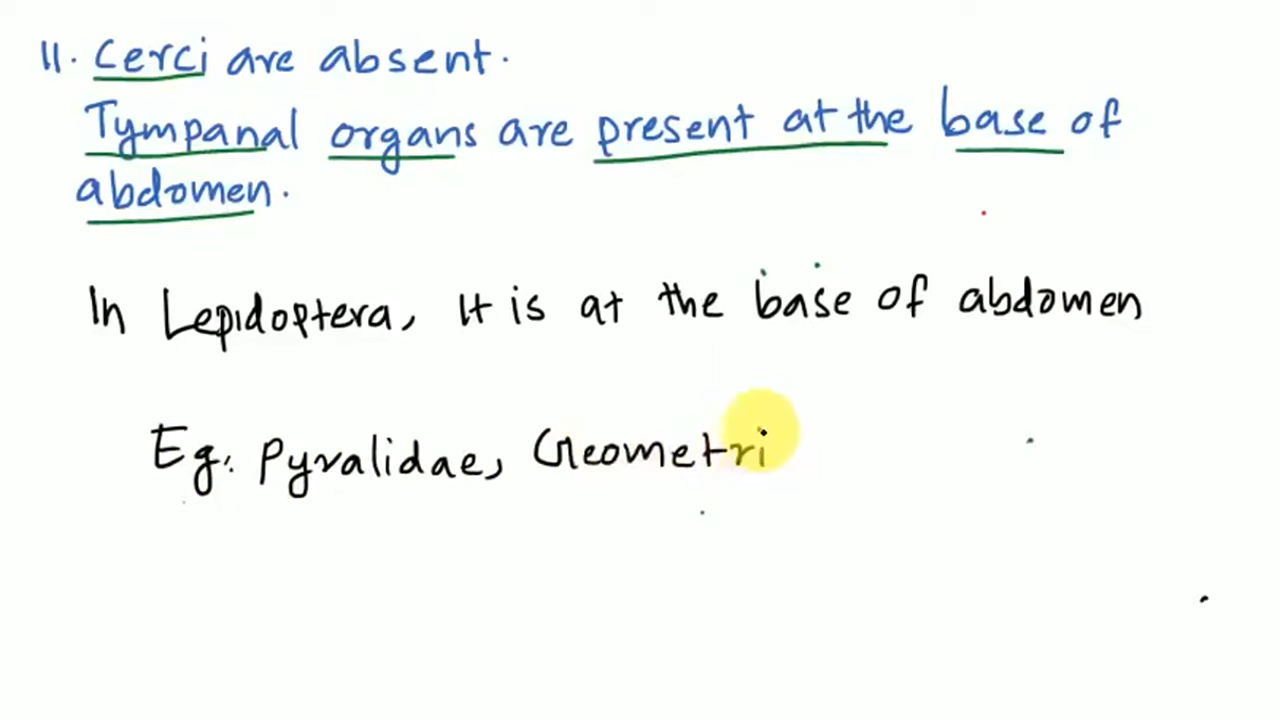 11. Cerci are absent.
Tympanal organs are present at the base of
abdomen.
In Lepidoptera, It is at the base of abdomen
Eg: Pyralidae, Geometri